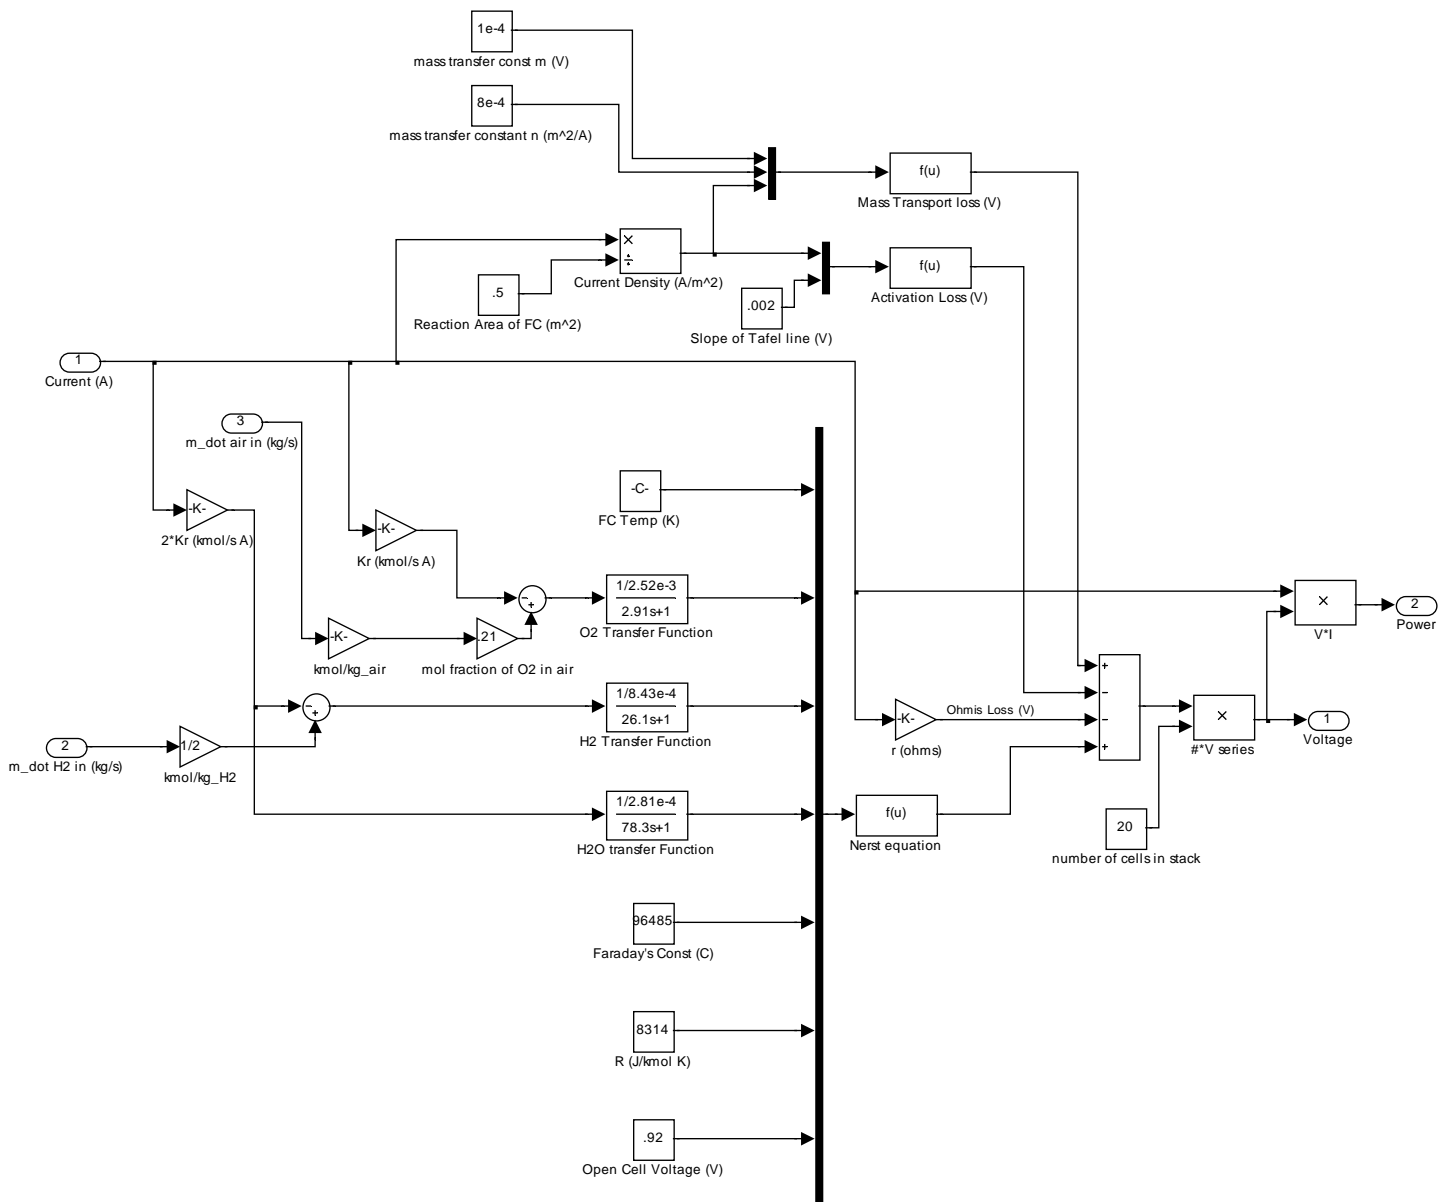 1e-4
mass transfer const m (V)
8e-4
mass transfer constant n (m^2/A)
f(u)
Mass Transport loss (V)
×
÷
Current Density (A/m^2)
.5
Reaction Area of FC (m^2)
f(u)
Activation Loss (V)
.002
Slope of Tafel line (V)
1
Current (A)
3
m_dot air in (kg/s)
-K-
2*Kr (kmol/s A)
-K-
Kr (kmol/s A)
-C-
FC Temp (K)
−
+
1/2.52e-3
2.91s+1
O2 Transfer Function
-K-
kmol/kg_air
.21
mol fraction of O2 in air
×
V*I
2
Power
−
+
1/8.43e-4
26.1s+1
H2 Transfer Function
2
m_dot H2 in (kg/s)
1/2
kmol/kg_H2
-K-
r (ohms)
Ohmis Loss (V)
+
−
−
+
×
#*V series
1
Voltage
1/2.81e-4
78.3s+1
H2O transfer Function
f(u)
Nerst equation
20
number of cells in stack
96485
Faraday's Const (C)
8314
R (J/kmol K)
.92
Open Cell Voltage (V)